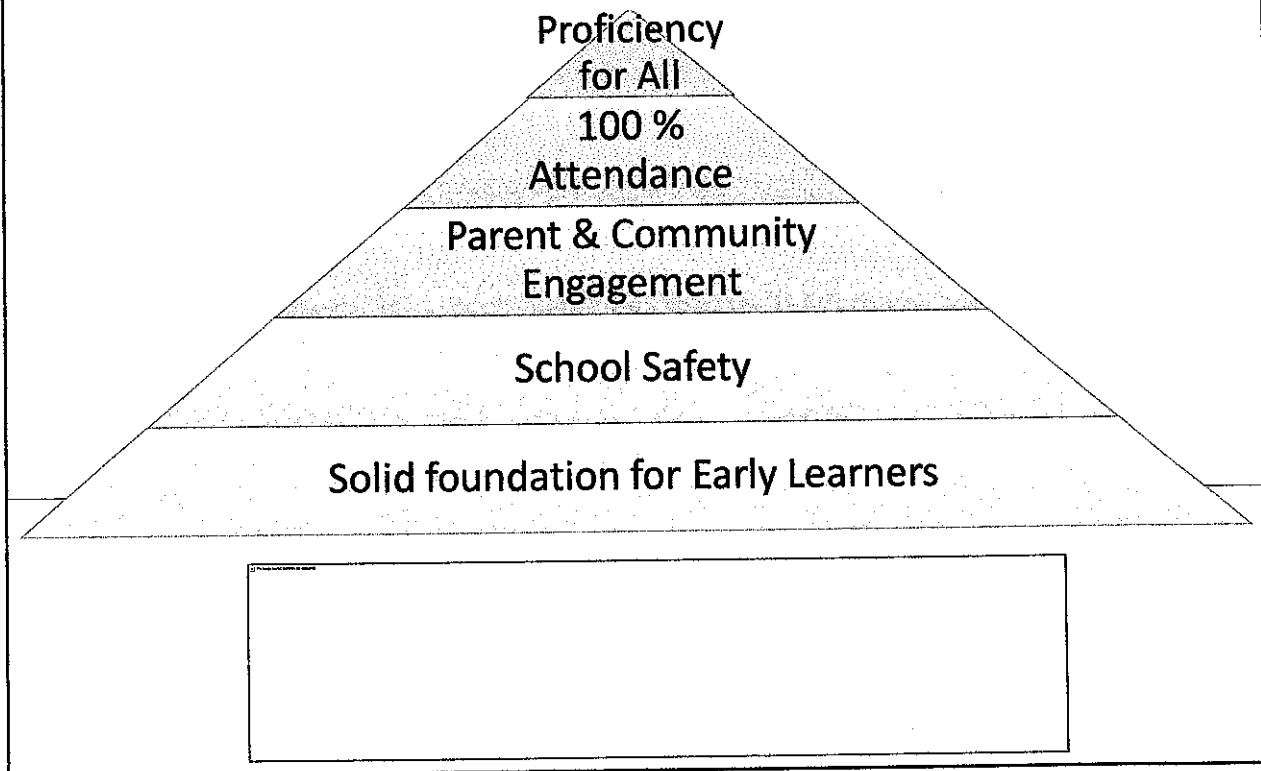 Proficiency
for All
100 %
Attendance
Parent & Community
Engagement
School Safety
Solid foundation for Early Learners